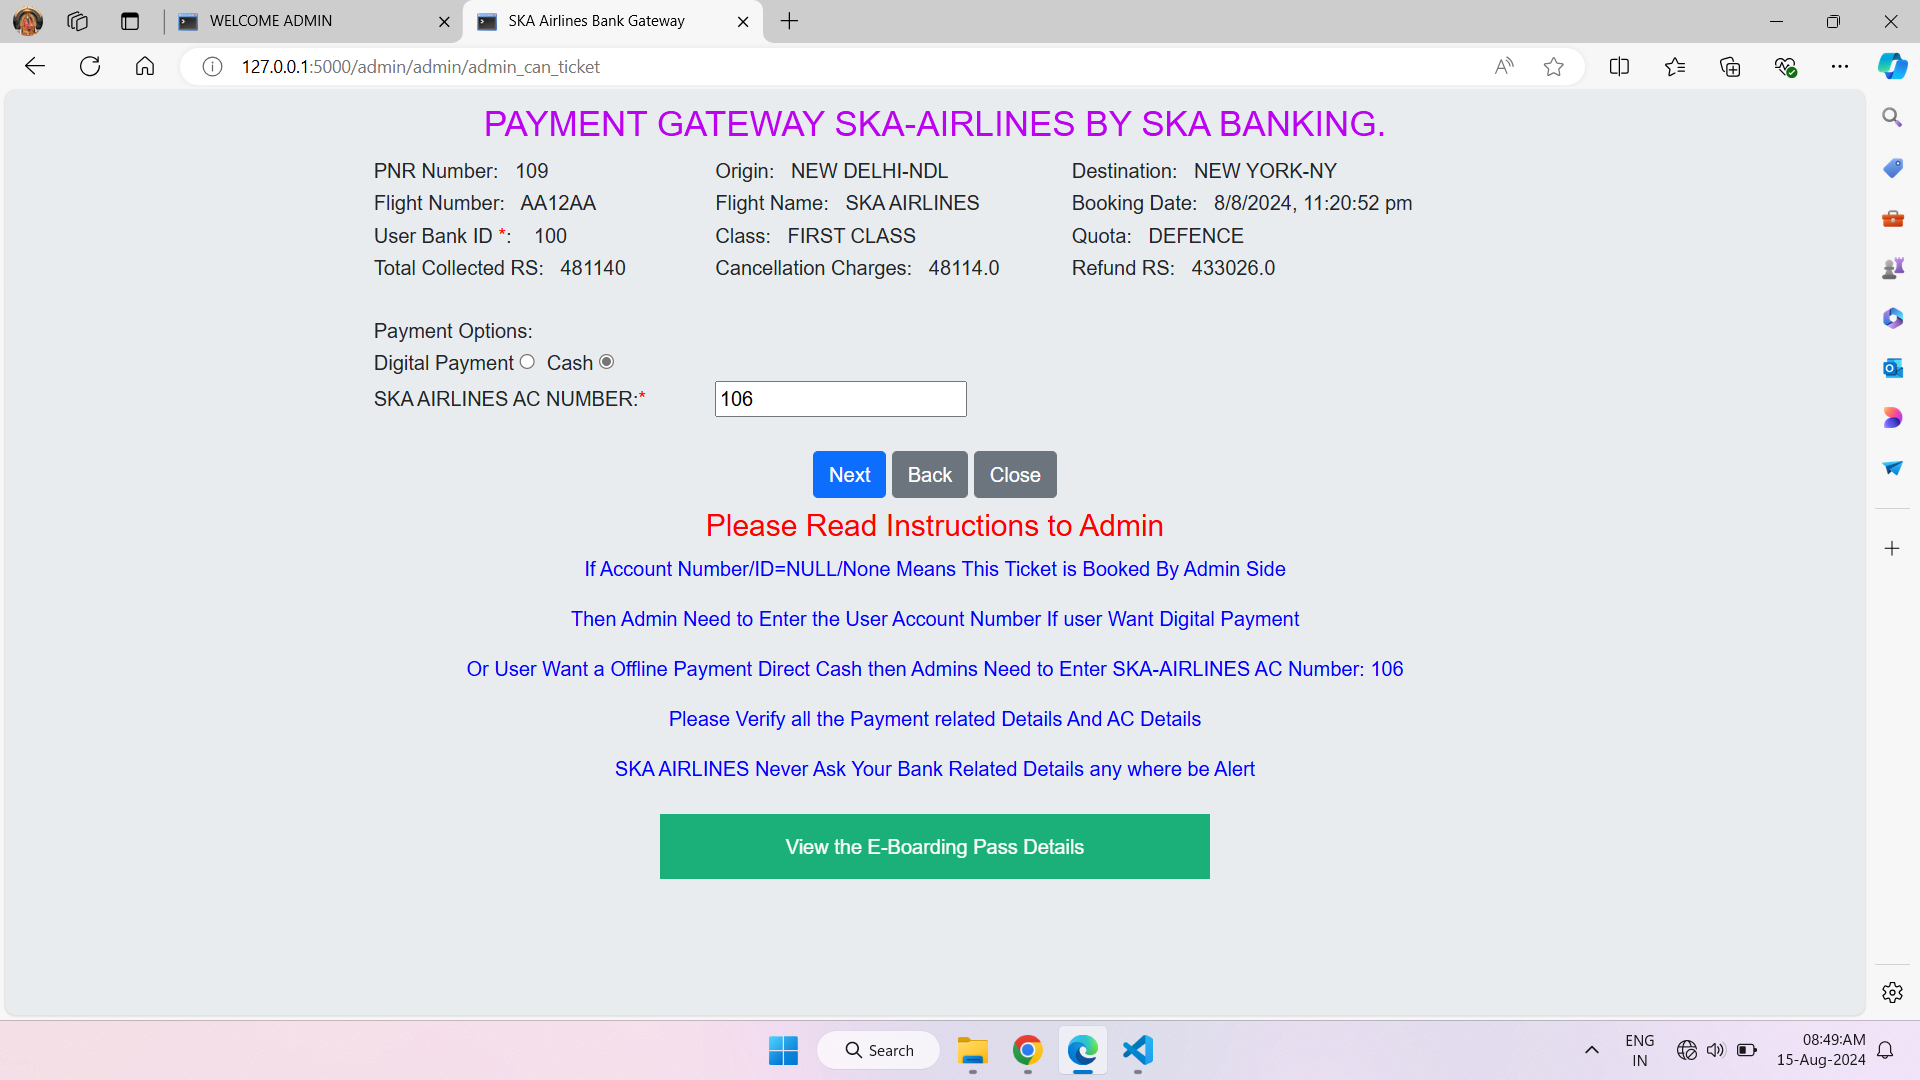 WELCOME ADMIN
SKA Airlines Bank Gateway
127.0.0.1:5000/admin/admin/admin_can_ticket
PAYMENT GATEWAY SKA-AIRLINES BY SKA BANKING.
PNR Number: 109 Origin: NEW DELHI-NDL Destination: NEW YORK-NY
Flight Number: AA12AA Flight Name: SKA AIRLINES Booking Date: 8/8/2024, 11:20:52 pm
User Bank ID *: 100 Class: FIRST CLASS Quota: DEFENCE
Total Collected RS: 481140 Cancellation Charges: 48114.0 Refund RS: 433026.0
Payment Options:
Digital Payment Cash
SKA AIRLINES AC NUMBER:* 106
Next Back Close
Please Read Instructions to Admin
If Account Number/ID=NULL/None Means This Ticket is Booked By Admin Side
Then Admin Need to Enter the User Account Number If user Want Digital Payment
Or User Want a Offline Payment Direct Cash then Admins Need to Enter SKA-AIRLINES AC Number: 106
Please Verify all the Payment related Details And AC Details
SKA AIRLINES Never Ask Your Bank Related Details any where be Alert
View the E-Boarding Pass Details
Search
ENG
IN
08:49:AM
15-Aug-2024